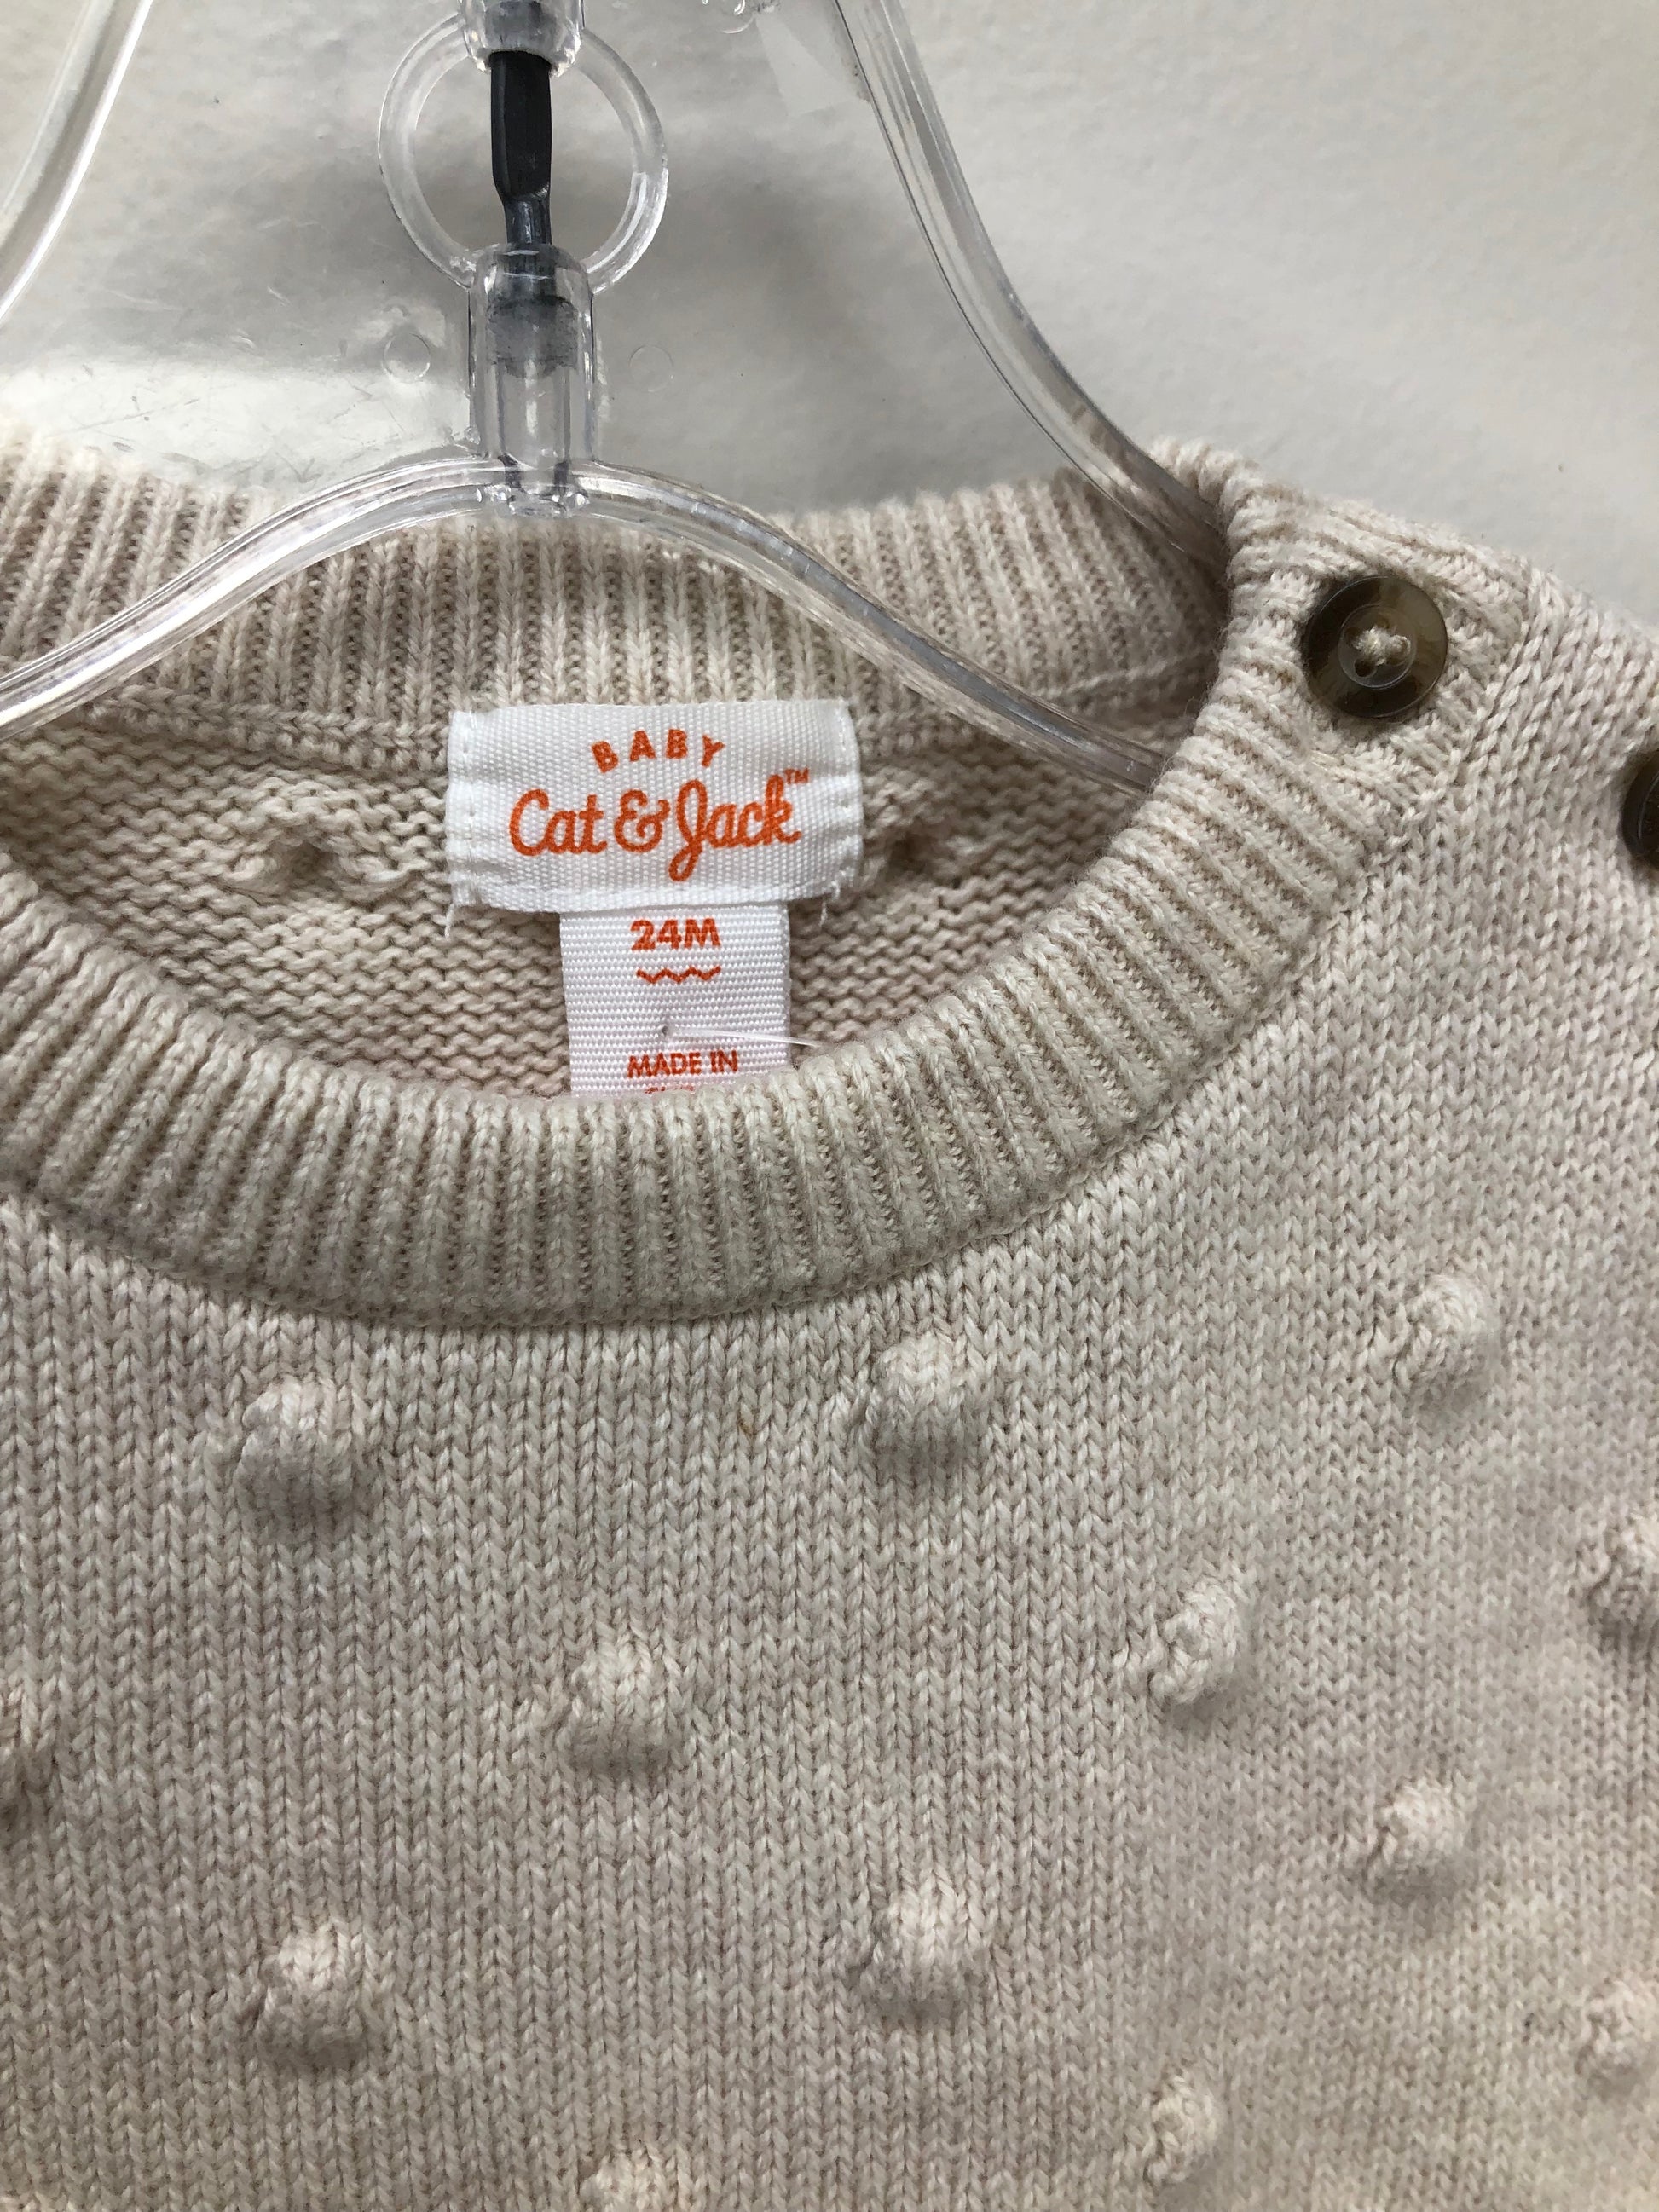 BABY
Cat & Jack™
24M
MADE IN